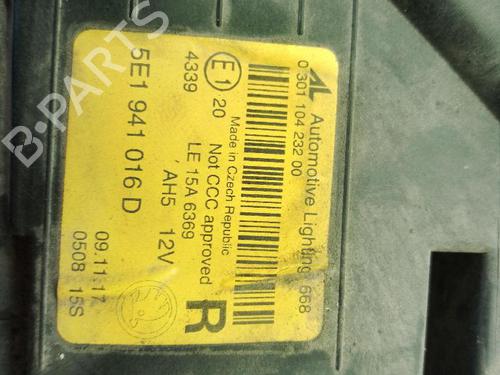 AL Automotive Lighting 668
0 301 104 232 00
E1 20
4339
Made in Czech Republic
Not CCC approved
LE 15A 6369
AH5 12V
R
5E1 941 016 D
09.11.17
0508 15S
B-PARTS